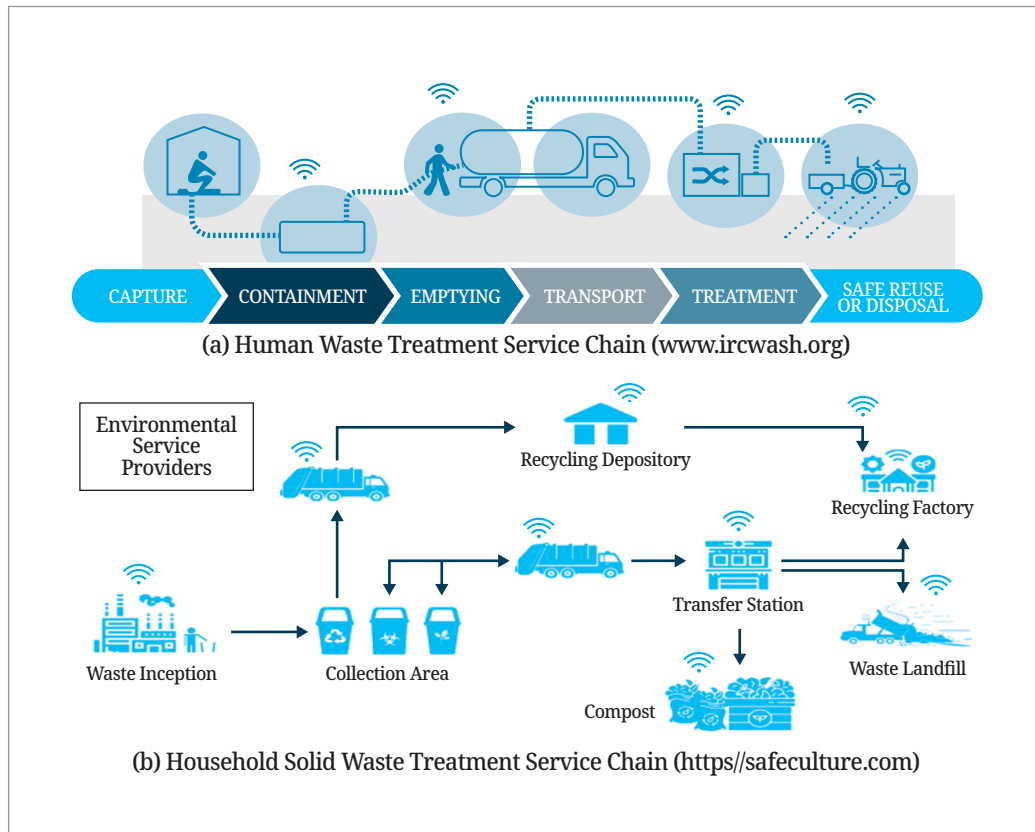 CAPTURE
CONTAINMENT
EMPTYING
TRANSPORT
TREATMENT
SAFE REUSE
OR DISPOSAL
(a) Human Waste Treatment Service Chain (www.ircwash.org)
Environmental
Service
Providers
Recycling Depository
Recycling Factory
Transfer Station
Waste Inception
Collection Area
Waste Landfill
Compost
(b) Household Solid Waste Treatment Service Chain (https//safeculture.com)